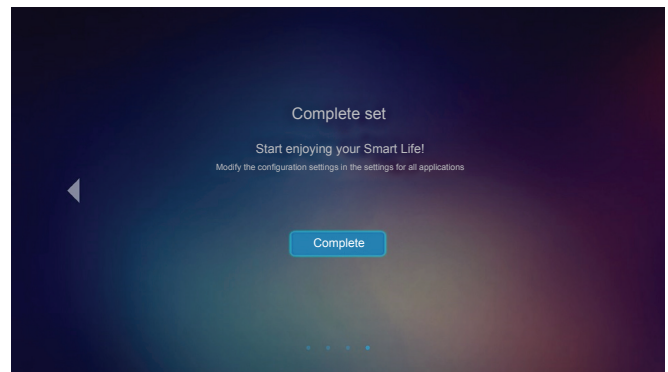 Complete set
Start enjoying your Smart Life!
Modify the configuration settings in the settings for all applications
Complete